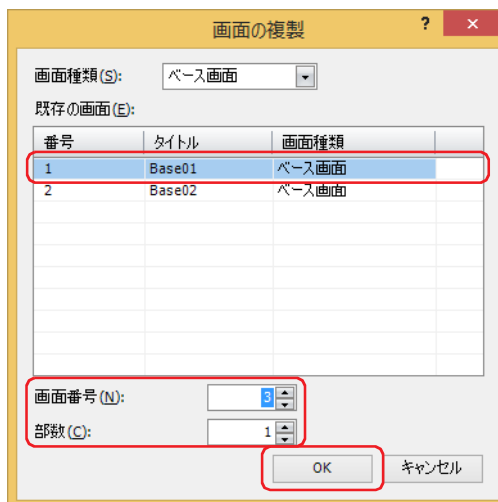 画面の複製 ? ×
画面種類(S): ベース画面
既存の画面(E):
番号 タイトル 画面種類
1 Base01 ベース画面
2 Base02 ベース画面
画面番号(N): 3
部数(C): 1
OK キャンセル